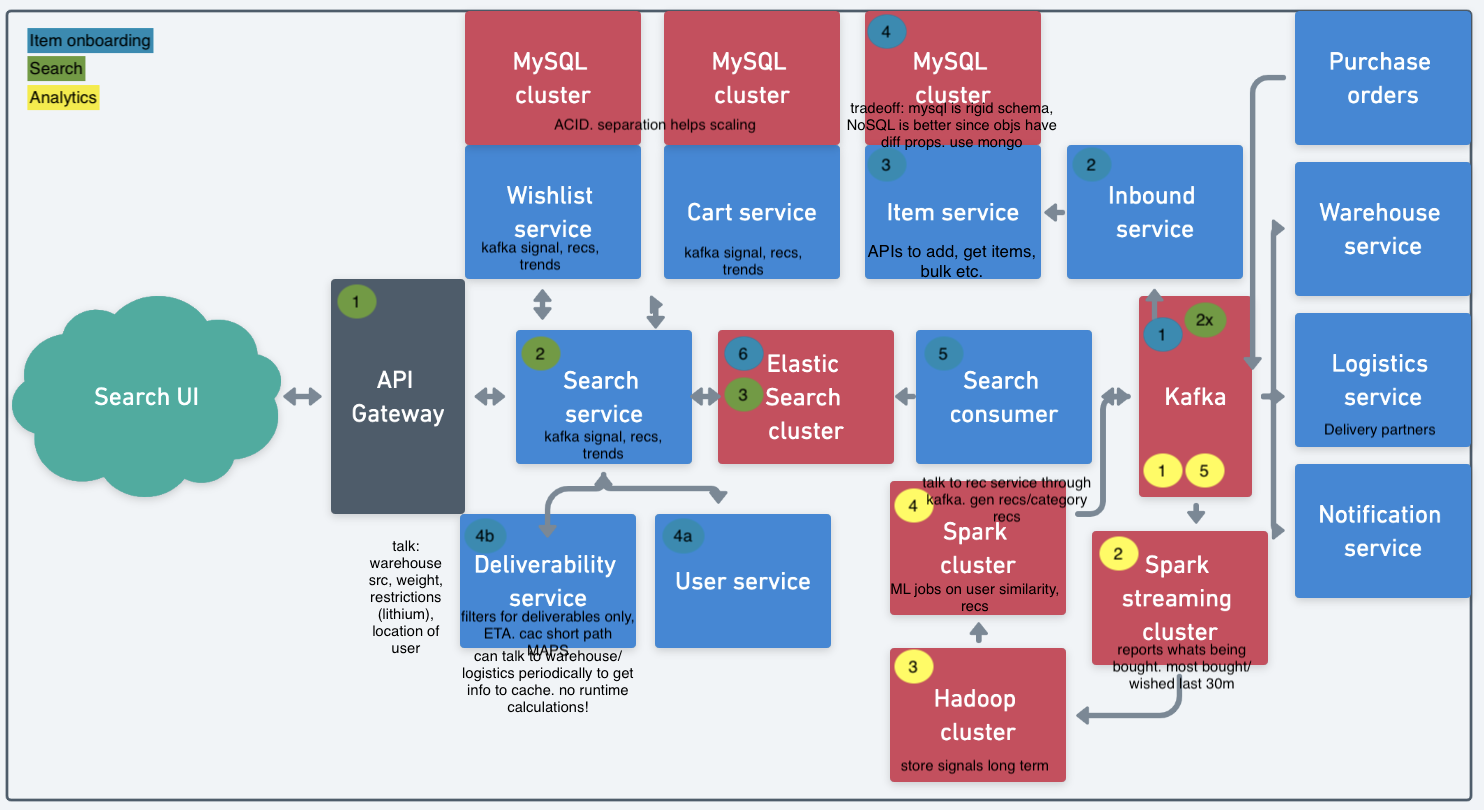 Item onboarding
Search
Analytics
MySQL
cluster
MySQL
cluster
ACID. separation helps scaling
4
MySQL
cluster
tradeoff: mysql is rigid schema,
NoSQL is better since objs have
diff props. use mongo
Purchase
orders
Wishlist
service
kafka signal, recs,
trends
Cart service
kafka signal, recs,
trends
3
Item service
APIs to add, get items,
bulk etc.
2
Inbound
service
Warehouse
service
Search UI
1
API
Gateway
2
Search
service
kafka signal, recs,
trends
6
3
Elastic
Search
cluster
5
Search
consumer
1
2x
Kafka
1
5
Logistics
service
Delivery partners
talk:
warehouse
src, weight,
restrictions
(lithium),
location of
user
4b
Deliverability
service
filters for deliverables only,
ETA. cac short path
MAPS
can talk to warehouse/
logistics periodically to get
info to cache. no runtime
calculations!
4a
User service
talk to rec service through
kafka. gen recs/category
recs
4
Spark
cluster
ML jobs on user similarity,
recs
2
Spark
streaming
cluster
reports whats being
bought. most bought/
wished last 30m
Notification
service
3
Hadoop
cluster
store signals long term